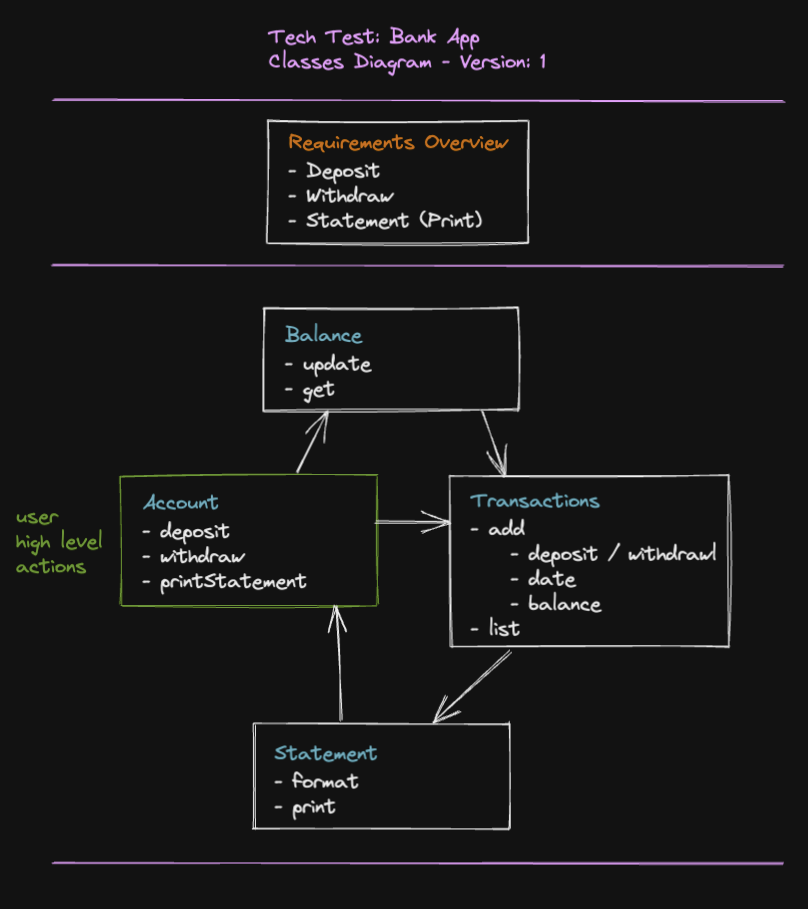 Tech Test: Bank App
Classes Diagram - Version: 1
Requirements Overview
- Deposit
- Withdraw
- Statement (Print)
Balance
- update
- get
user
high level
actions
Account
- deposit
- withdraw
- printStatement
Transactions
- add
- deposit / withdrawl
- date
- balance
- list
Statement
- format
- print